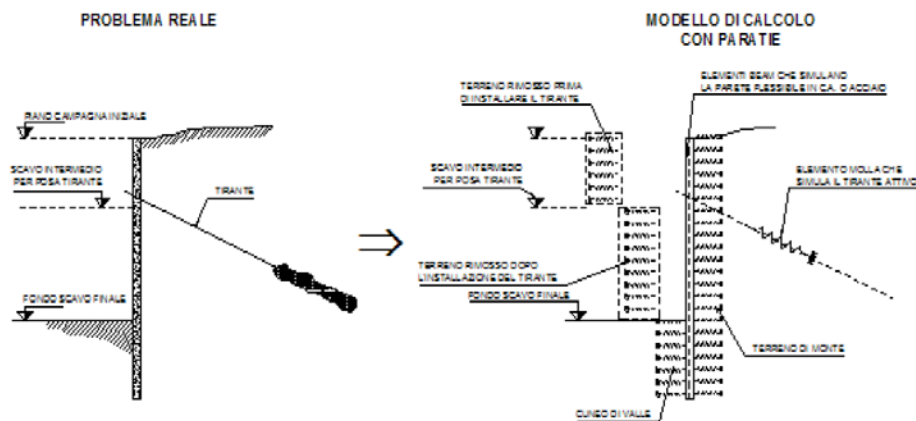 PROBLEMA REALE
PIANO CAMPAGNA INIZIALE
SCAVO INTERMEDIO
PER POSA TIRANTE
TIRANTE
FONDO SCAVO FINALE
MODELLO DI CALCOLO
CON PARATIE
TERRENO RIMOSSO PRIMA
DI INSTALLARE IL TIRANTE
ELEMENTI BEAM CHE SIMULANO
LA PARETE FLESSIBILE IN C.A. O ACCIAIO
SCAVO INTERMEDIO
PER POSA TIRANTE
ELEMENTO MOLLA CHE
SIMULA IL TIRANTE ATTIVO
TERRENO RIMOSSO DOPO
L'INSTALLAZIONE DEL TIRANTE
FONDO SCAVO FINALE
TERRENO DI MONTE
CUNEO DI VALLE